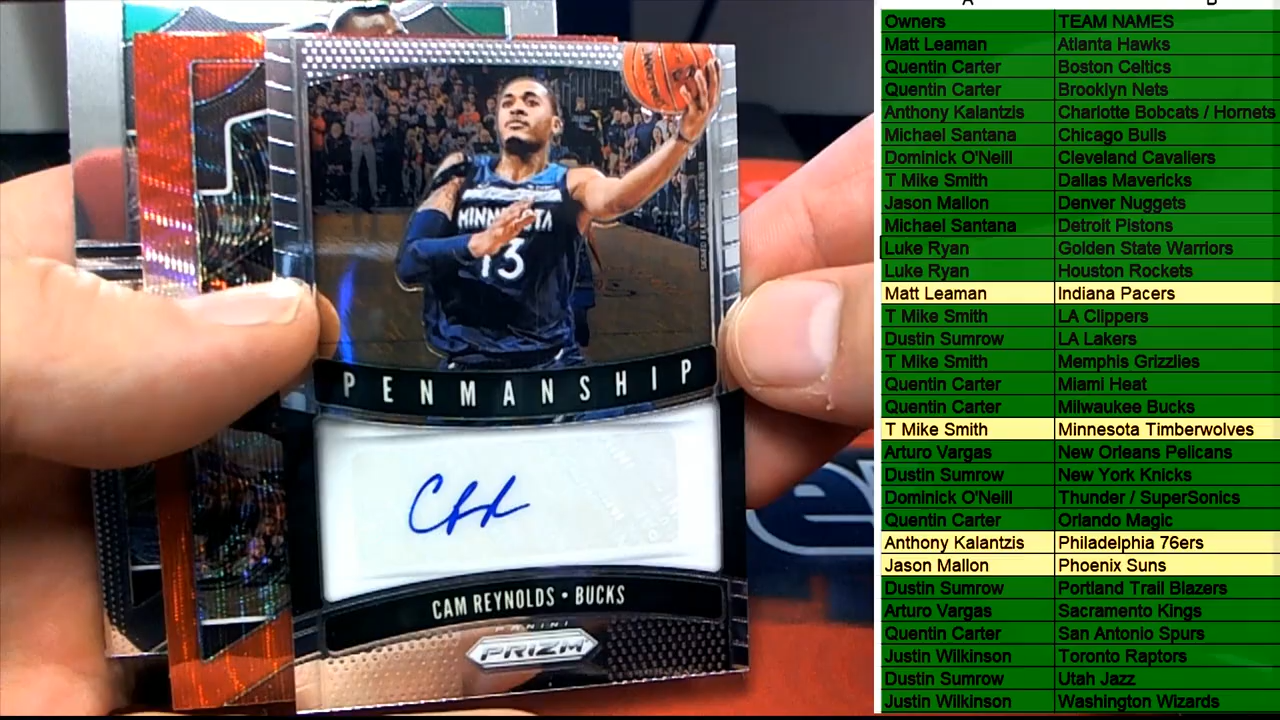 A B
Owners TEAM NAMES
Matt Leaman Atlanta Hawks
Quentin Carter Boston Celtics
Quentin Carter Brooklyn Nets
Anthony Kalantzis Charlotte Bobcats / Hornets
Michael Santana Chicago Bulls
Dominick O'Neill Cleveland Cavaliers
T Mike Smith Dallas Mavericks
Jason Mallon Denver Nuggets
Michael Santana Detroit Pistons
Luke Ryan Golden State Warriors
Luke Ryan Houston Rockets
Matt Leaman Indiana Pacers
T Mike Smith LA Clippers
Dustin Sumrow LA Lakers
T Mike Smith Memphis Grizzlies
Quentin Carter Miami Heat
Quentin Carter Milwaukee Bucks
T Mike Smith Minnesota Timberwolves
Arturo Vargas New Orleans Pelicans
Dustin Sumrow New York Knicks
Dominick O'Neill Thunder / SuperSonics
Quentin Carter Orlando Magic
Anthony Kalantzis Philadelphia 76ers
Jason Mallon Phoenix Suns
Dustin Sumrow Portland Trail Blazers
Arturo Vargas Sacramento Kings
Quentin Carter San Antonio Spurs
Justin Wilkinson Toronto Raptors
Dustin Sumrow Utah Jazz
Justin Wilkinson Washington Wizards
MINNESOTA
13
PENMANSHIP
CAM REYNOLDS • BUCKS
PANINI
PRIZM